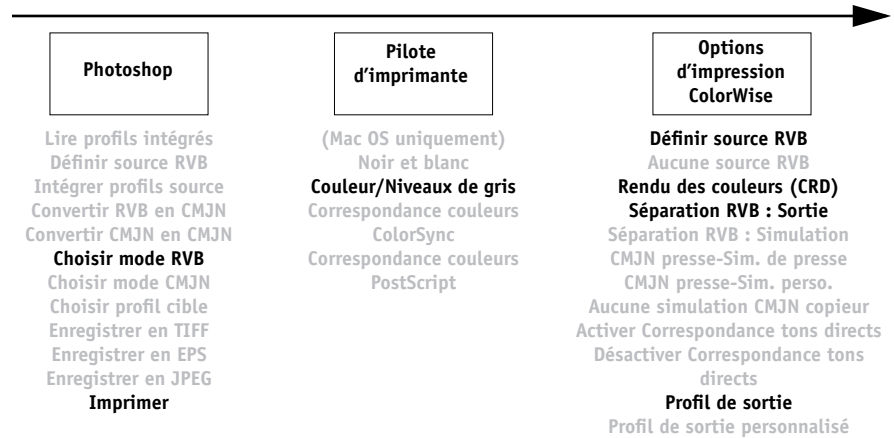 Photoshop
Pilote
d'imprimante
Options
d'impression
ColorWise
Lire profils intégrés
Définir source RVB
Intégrer profils source
Convertir RVB en CMJN
Convertir CMJN en CMJN
Choisir mode RVB
Choisir mode CMJN
Choisir profil cible
Enregistrer en TIFF
Enregistrer en EPS
Enregistrer en JPEG
Imprimer
(Mac OS uniquement)
Noir et blanc
Couleur/Niveaux de gris
Correspondance couleurs
ColorSync
Correspondance couleurs
PostScript
Définir source RVB
Aucune source RVB
Rendu des couleurs (CRD)
Séparation RVB : Sortie
Séparation RVB : Simulation
CMJN presse-Sim. de presse
CMJN presse-Sim. perso.
Aucune simulation CMJN copieur
Activer Correspondance tons directs
Désactiver Correspondance tons
directs
Profil de sortie
Profil de sortie personnalisé